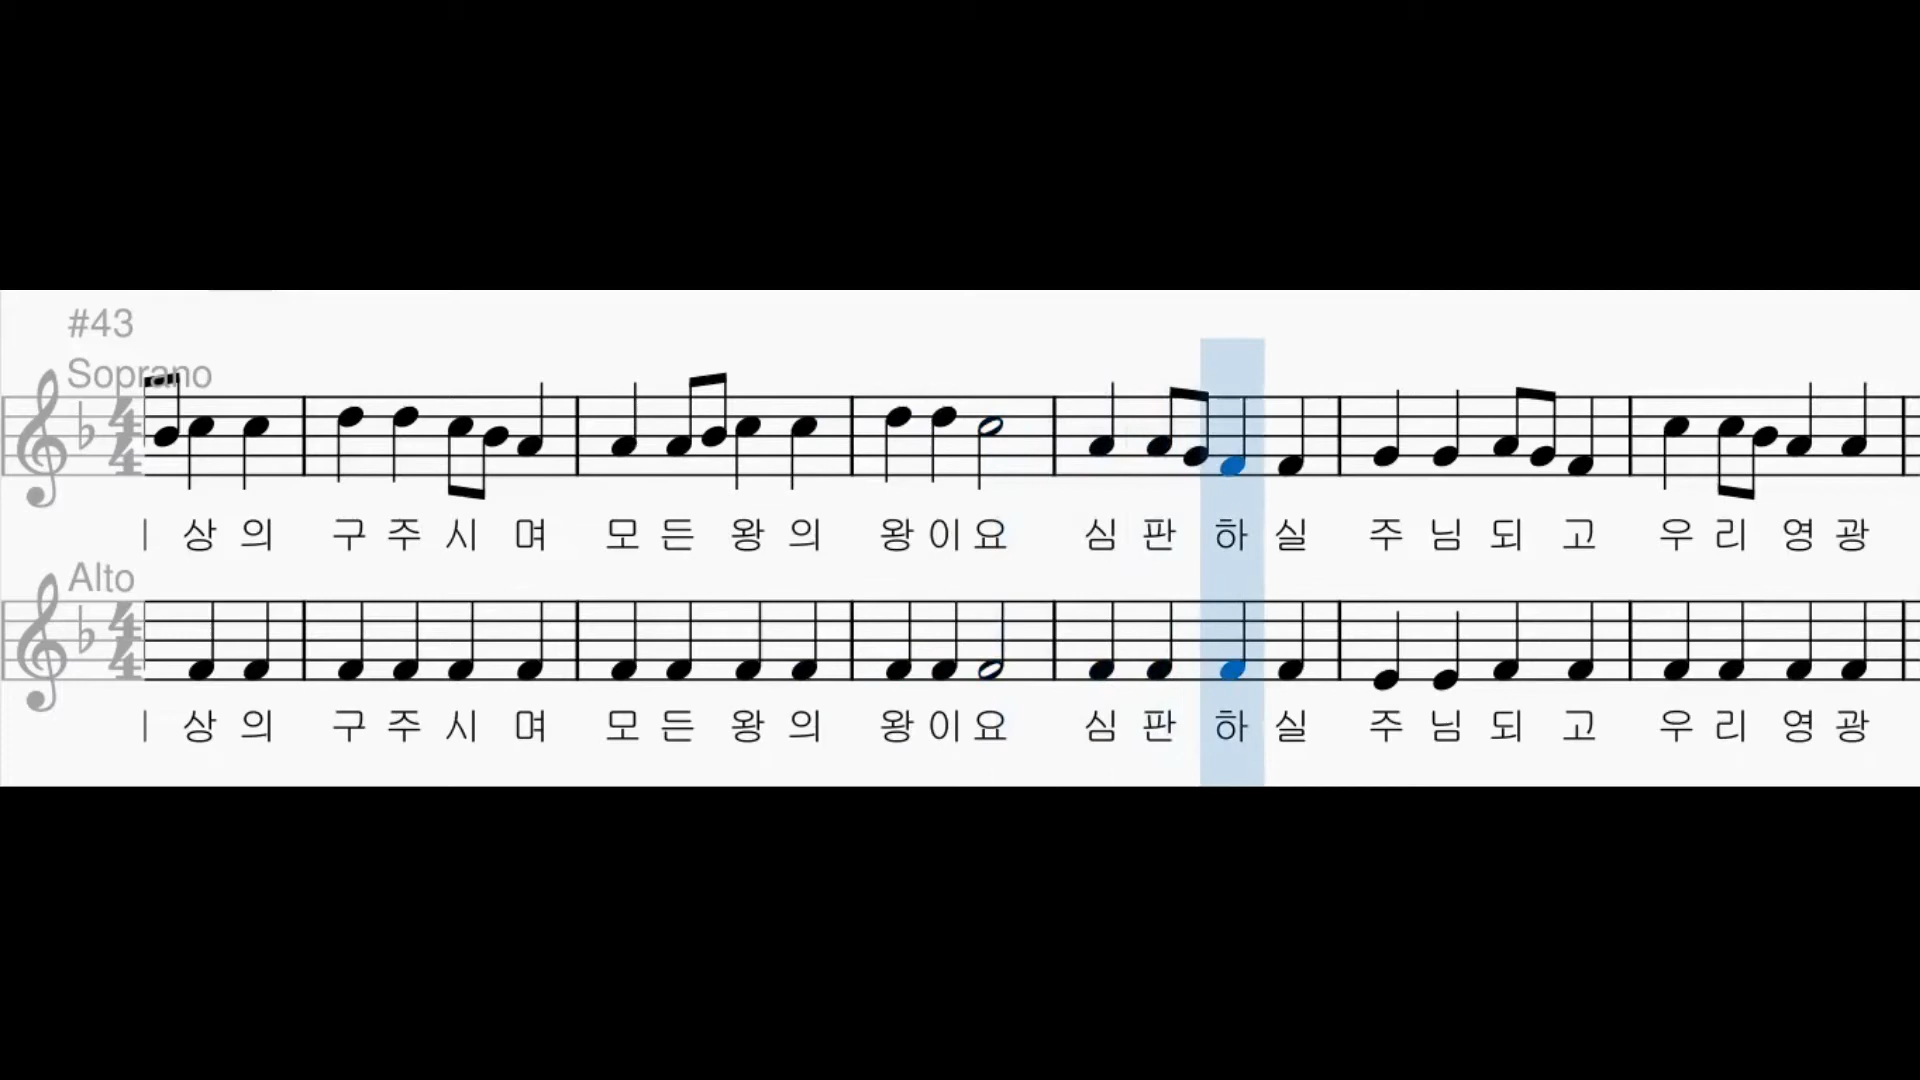 #43
Soprano
상의 구주시며 모든왕의 왕이요 심판하실 주님되고 우리영광
Alto
상의 구주시며 모든왕의 왕이요 심판하실 주님되고 우리영광